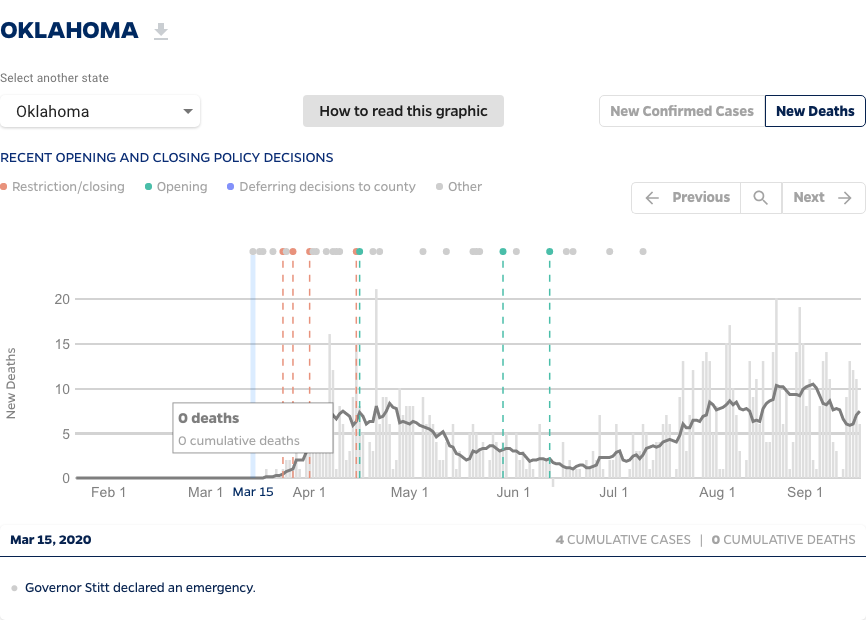 OKLAHOMA
Select another state
Oklahoma
How to read this graphic
New Confirmed Cases
New Deaths
RECENT OPENING AND CLOSING POLICY DECISIONS
Restriction/closing
Opening
Deferring decisions to county
Other
Previous
Next
New Deaths
20
15
10
5
0
0 deaths
0 cumulative deaths
Feb 1
Mar 1
Mar 15
Apr 1
May 1
Jun 1
Jul 1
Aug 1
Sep 1
Mar 15, 2020
4 CUMULATIVE CASES | 0 CUMULATIVE DEATHS
Governor Stitt declared an emergency.